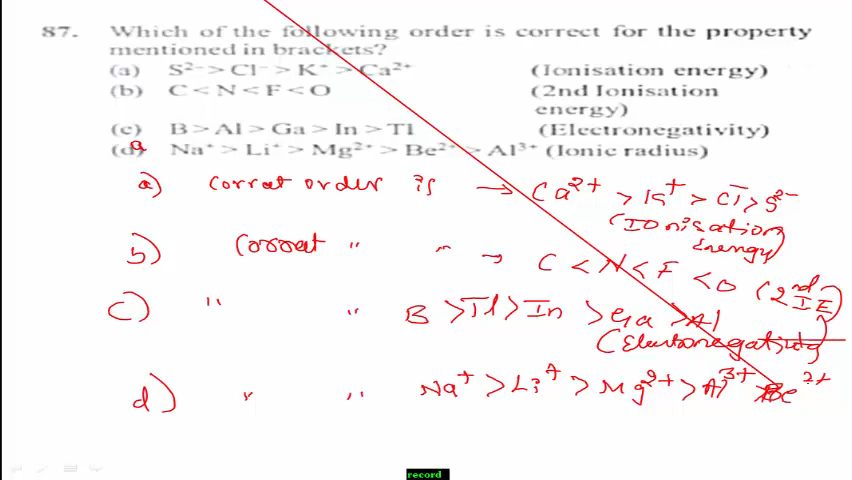 87. Which of the following order is correct for the property
mentioned in brackets?
(a) S²⁻ > Cl⁻ > K⁺ > Ca²⁺ (Ionisation energy)
(b) C < N < F < O (2nd Ionisation
energy)
(c) B > Al > Ga > In > Tl (Electronegativity)
(d) Na⁺ > Li⁺ > Mg²⁺ > Be²⁺ > Al³⁺ (Ionic radius)
a) Correct order is → Ca²⁺ > K⁺ > Cl⁻ > S²⁻
(Ionisation
Energy)
b) Correct " " → C < N < F < O (2nd
IE)
c) " " B > Tl > In > Ga > Al
(Electronegativity)
d) " " Na⁺ > Li⁺ > Mg²⁺ > Al³⁺ Be²⁺
record